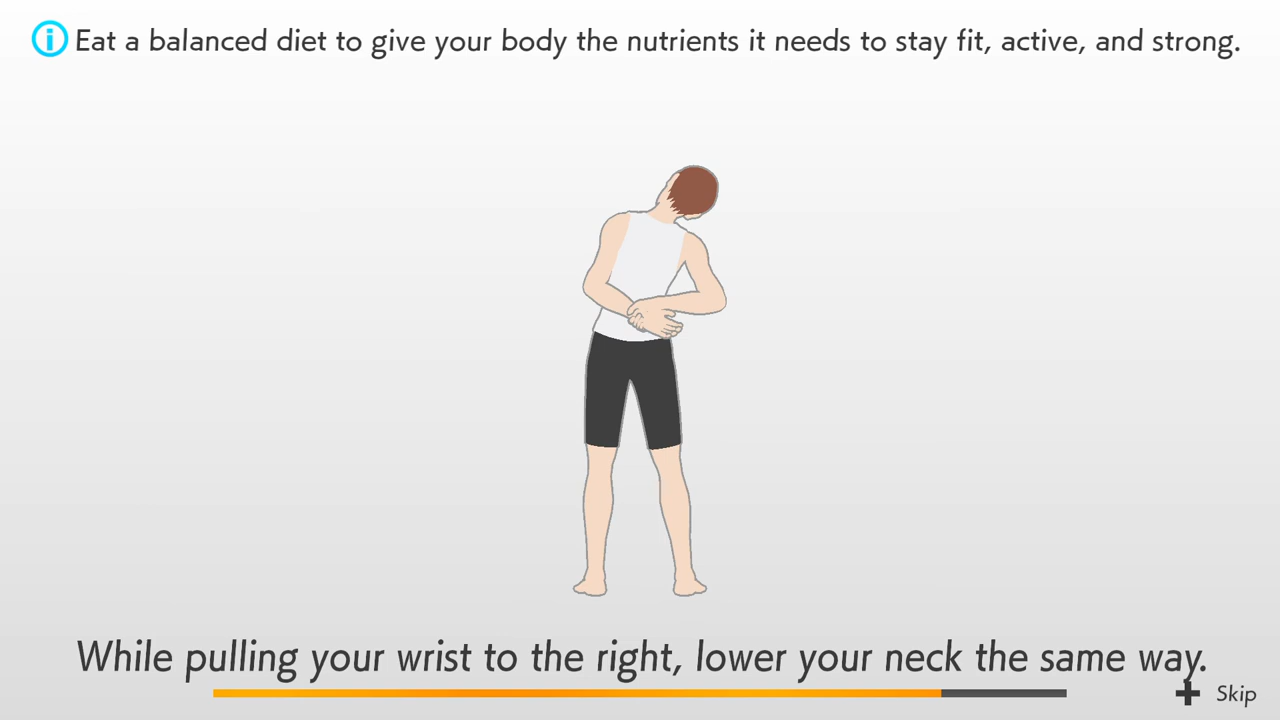 Eat a balanced diet to give your body the nutrients it needs to stay fit, active, and strong.
While pulling your wrist to the right, lower your neck the same way.
Skip